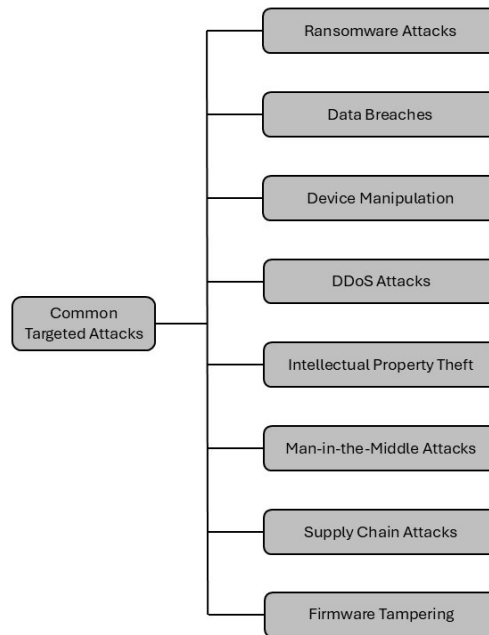 Ransomware Attacks
Data Breaches
Device Manipulation
DDoS Attacks
Common
Targeted Attacks
Intellectual Property Theft
Man-in-the-Middle Attacks
Supply Chain Attacks
Firmware Tampering